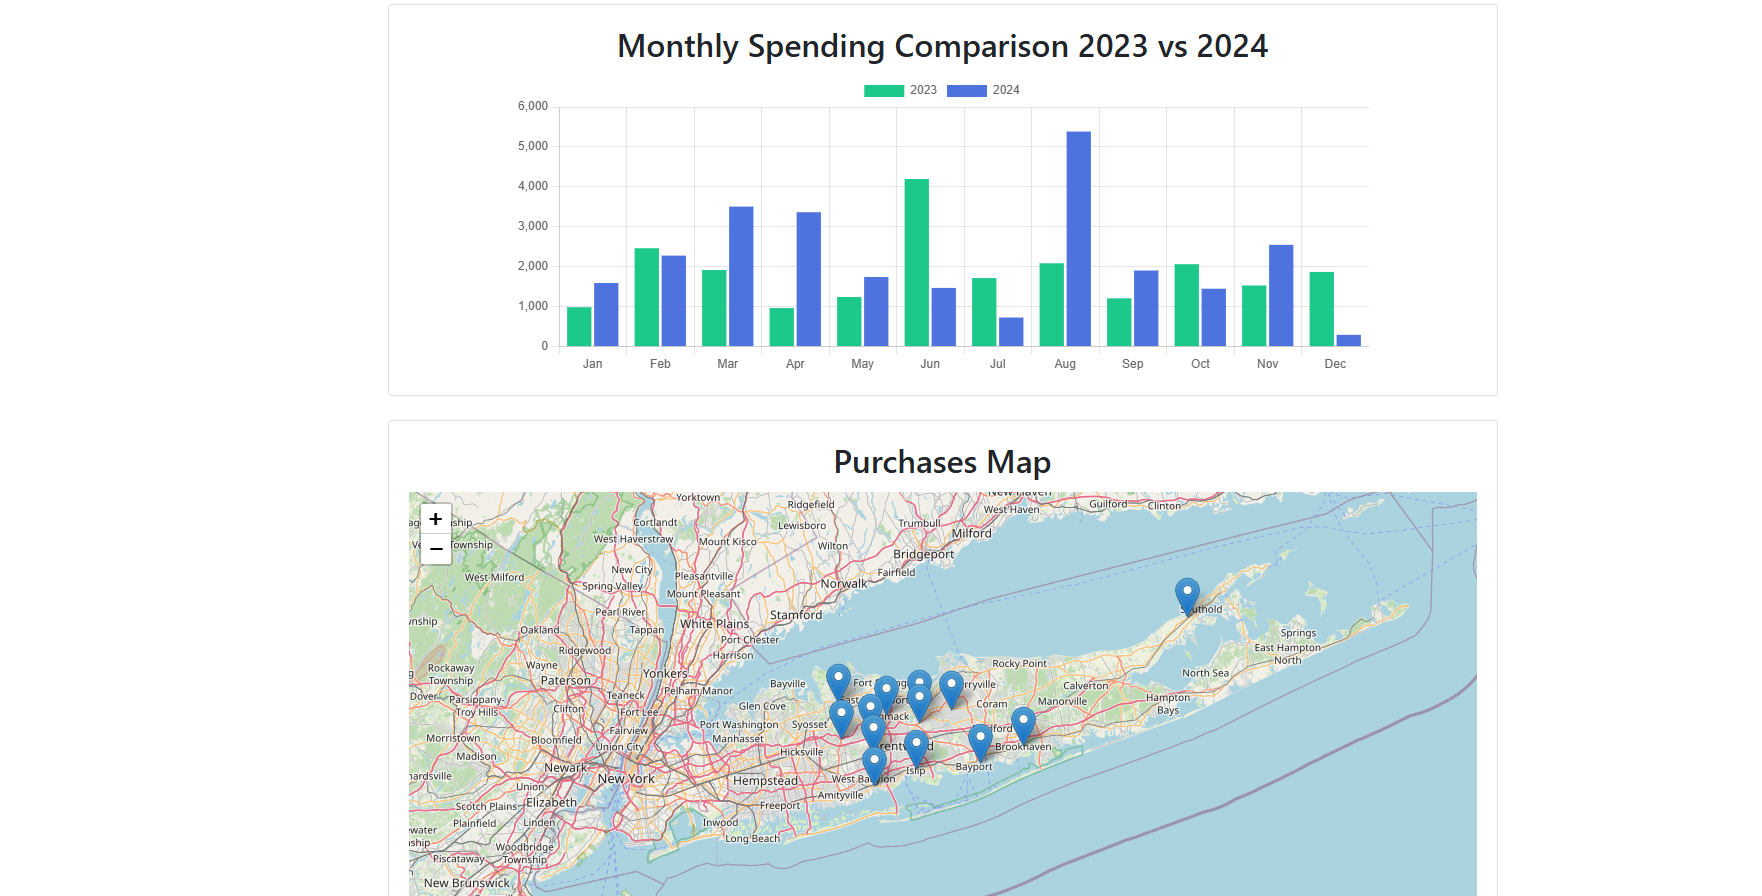 Monthly Spending Comparison 2023 vs 2024
2023 2024
6,000
5,000
4,000
3,000
2,000
1,000
0
Jan Feb Mar Apr May Jun Jul Aug Sep Oct Nov Dec
Purchases Map
+
−
Yorktown
Ridgefield
Guilford
Clinton
West Haven
Cortlandt
Lewisboro
Trumbull
Milford
West Haverstraw
Mount Kisco
Wilton
Bridgeport
Township
New City
Fairfield
West Milford
Pleasantville
Norwalk
Spring Valley
Mount Pleasant
Pearl River
Stamford
White Plains
Oakland
Tappan
Port Chester
Springs
Ridgewood
Harrison
East Hampton
North
Wayne
Rocky Point
Rockaway
Township
Yonkers
North Sea
Paterson
Bayville
Calverton
Teaneck
Pelham Manor
Hampton
Bays
Parsippany-
Troy Hills
Clifton
Fort Lee
Glen Cove
Coram
Manorville
Port Washington
Syosset
Morristown
Bloomfield
Fairview
Union City
Manhasset
Hicksville
Brookhaven
Madison
Newark
New York
Hempstead
West Babylon
Islip
Bayport
Union
Amityville
Scotch Plains
Elizabeth
Freeport
Plainfield
Linden
Inwood
Long Beach
Woodbridge
Township
Piscataway
New Brunswick